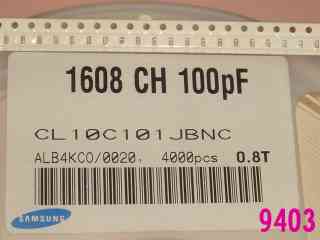 1608 CH 100pF
CL10C101JBNC
ALB4KC0/0020, 4000pcs 0.8T
SAMSUNG
9403